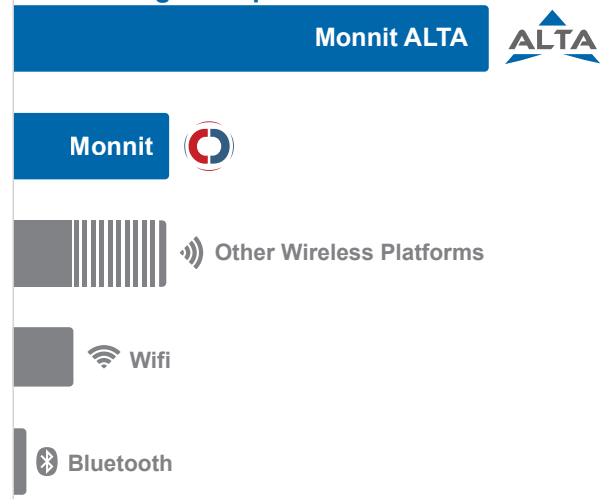 Monnit ALTA
ALTA
Monnit
Other Wireless Platforms
Wifi
Bluetooth